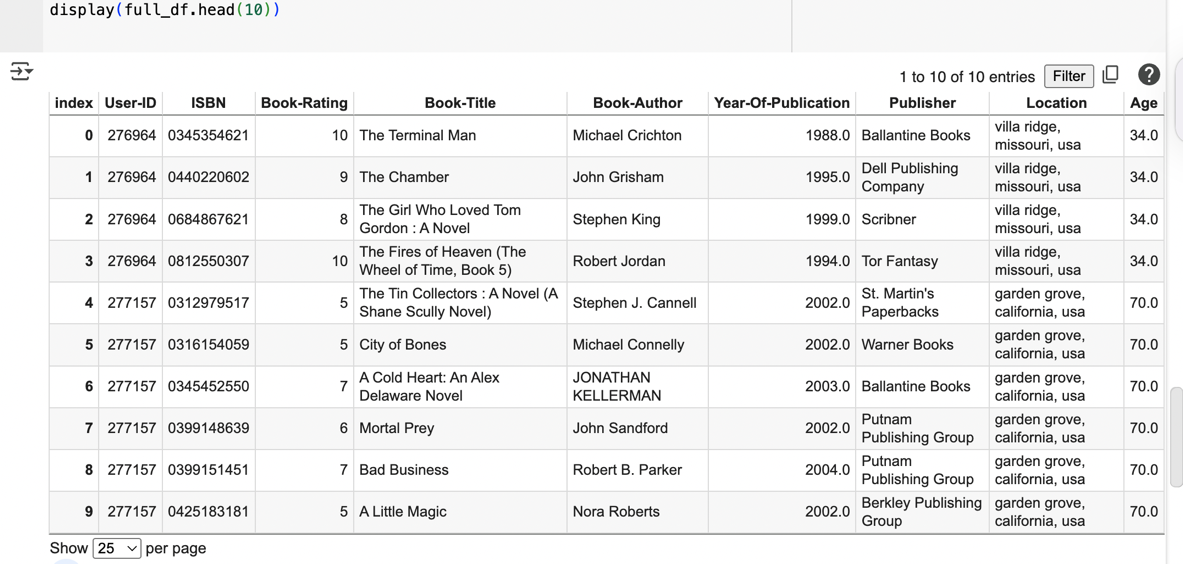 display(full_df.head(10))
1 to 10 of 10 entries Filter
index User-ID ISBN Book-Rating Book-Title Book-Author Year-Of-Publication Publisher Location Age
0 276964 0345354621 10 The Terminal Man Michael Crichton 1988.0 Ballantine Books villa ridge, missouri, usa 34.0
1 276964 0440220602 9 The Chamber John Grisham 1995.0 Dell Publishing Company villa ridge, missouri, usa 34.0
2 276964 0684867621 8 The Girl Who Loved Tom Gordon : A Novel Stephen King 1999.0 Scribner villa ridge, missouri, usa 34.0
3 276964 0812550307 10 The Fires of Heaven (The Wheel of Time, Book 5) Robert Jordan 1994.0 Tor Fantasy villa ridge, missouri, usa 34.0
4 277157 0312979517 5 The Tin Collectors : A Novel (A Shane Scully Novel) Stephen J. Cannell 2002.0 St. Martin's Paperbacks garden grove, california, usa 70.0
5 277157 0316154059 5 City of Bones Michael Connelly 2002.0 Warner Books garden grove, california, usa 70.0
6 277157 0345452550 7 A Cold Heart: An Alex Delaware Novel JONATHAN KELLERMAN 2003.0 Ballantine Books garden grove, california, usa 70.0
7 277157 0399148639 6 Mortal Prey John Sandford 2002.0 Putnam Publishing Group garden grove, california, usa 70.0
8 277157 0399151451 7 Bad Business Robert B. Parker 2004.0 Putnam Publishing Group garden grove, california, usa 70.0
9 277157 0425183181 5 A Little Magic Nora Roberts 2002.0 Berkley Publishing Group garden grove, california, usa 70.0
Show 25 per page